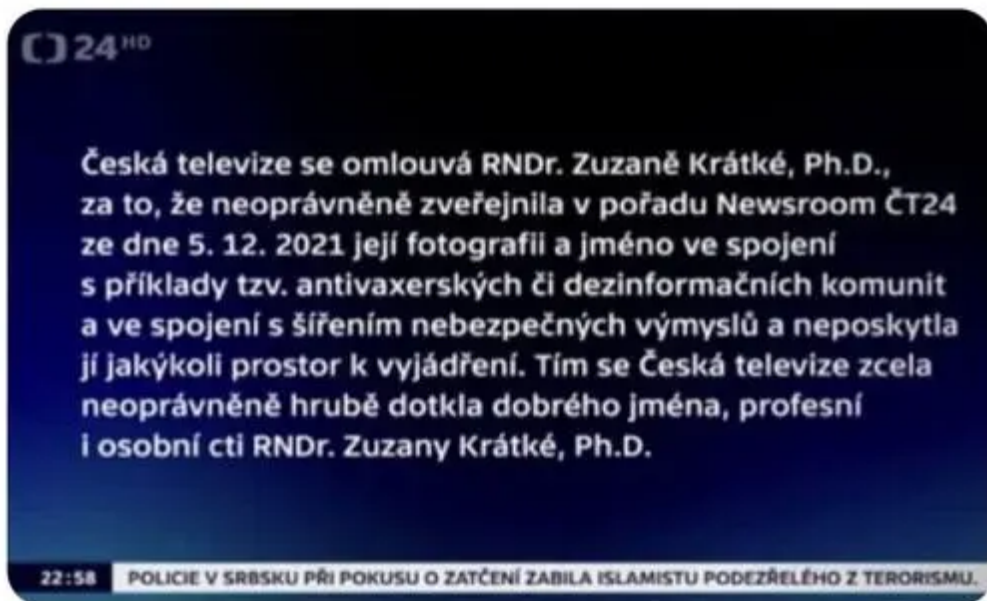 24 HD
Česká televize se omlouvá RNDr. Zuzaně Krátké, Ph.D.,
za to, že neoprávněně zveřejnila v pořadu Newsroom ČT24
ze dne 5. 12. 2021 její fotografii a jméno ve spojení
s příklady tzv. antivaxerských či dezinformačních komunit
a ve spojení s šířením nebezpečných výmyslů a neposkytla
jí jakýkoli prostor k vyjádření. Tím se Česká televize zcela
neoprávněně hrubě dotkla dobrého jména, profesní
i osobní cti RNDr. Zuzany Krátké, Ph.D.
22:58 POLICIE V SRBSKU PŘI POKUSU O ZATČENÍ ZABILA ISLAMISTU PODEZŘELÉHO Z TERORISMU.